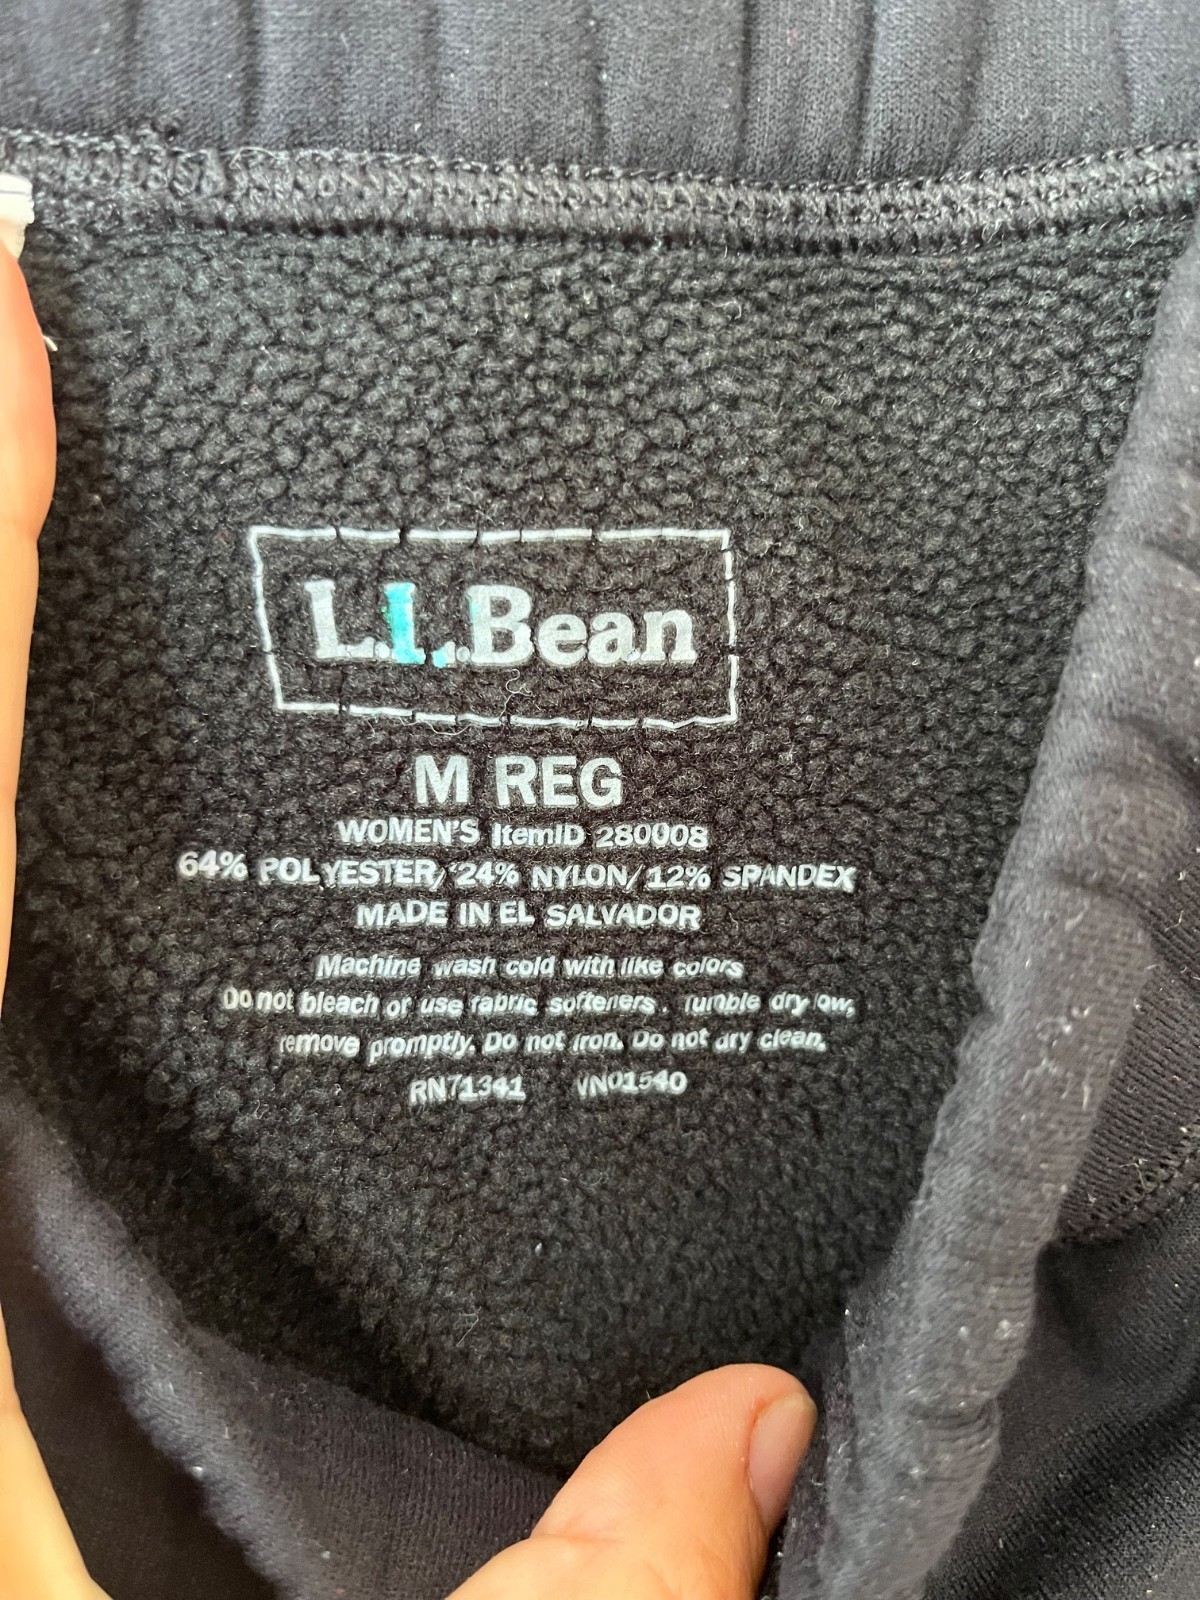 L.L.Bean
M REG
WOMEN'S ItemID 280008
64% POLYESTER/24% NYLON/12% SPANDEX
MADE IN EL SALVADOR
Machine wash cold with like colors
Do not bleach or use fabric softeners. Tumble dry low,
remove promptly. Do not iron. Do not dry clean.
RN71341 VN01540